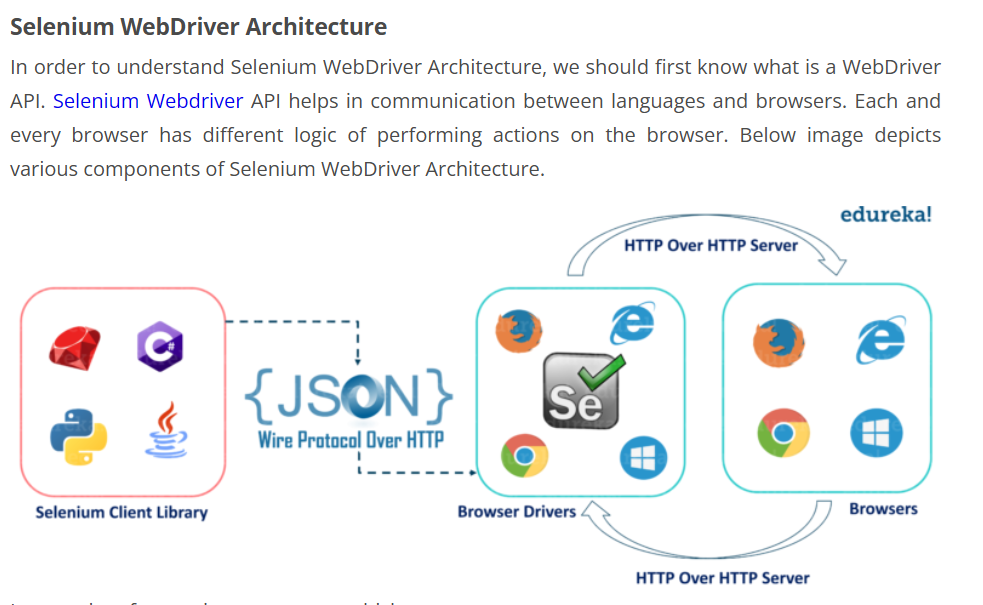 Selenium WebDriver Architecture
In order to understand Selenium WebDriver Architecture, we should first know what is a WebDriver
API. Selenium Webdriver API helps in communication between languages and browsers. Each and
every browser has different logic of performing actions on the browser. Below image depicts
various components of Selenium WebDriver Architecture.
edureka!
HTTP Over HTTP Server
C#
{JSON}
Wire Protocol Over HTTP
Se
Selenium Client Library
Browser Drivers
Browsers
HTTP Over HTTP Server